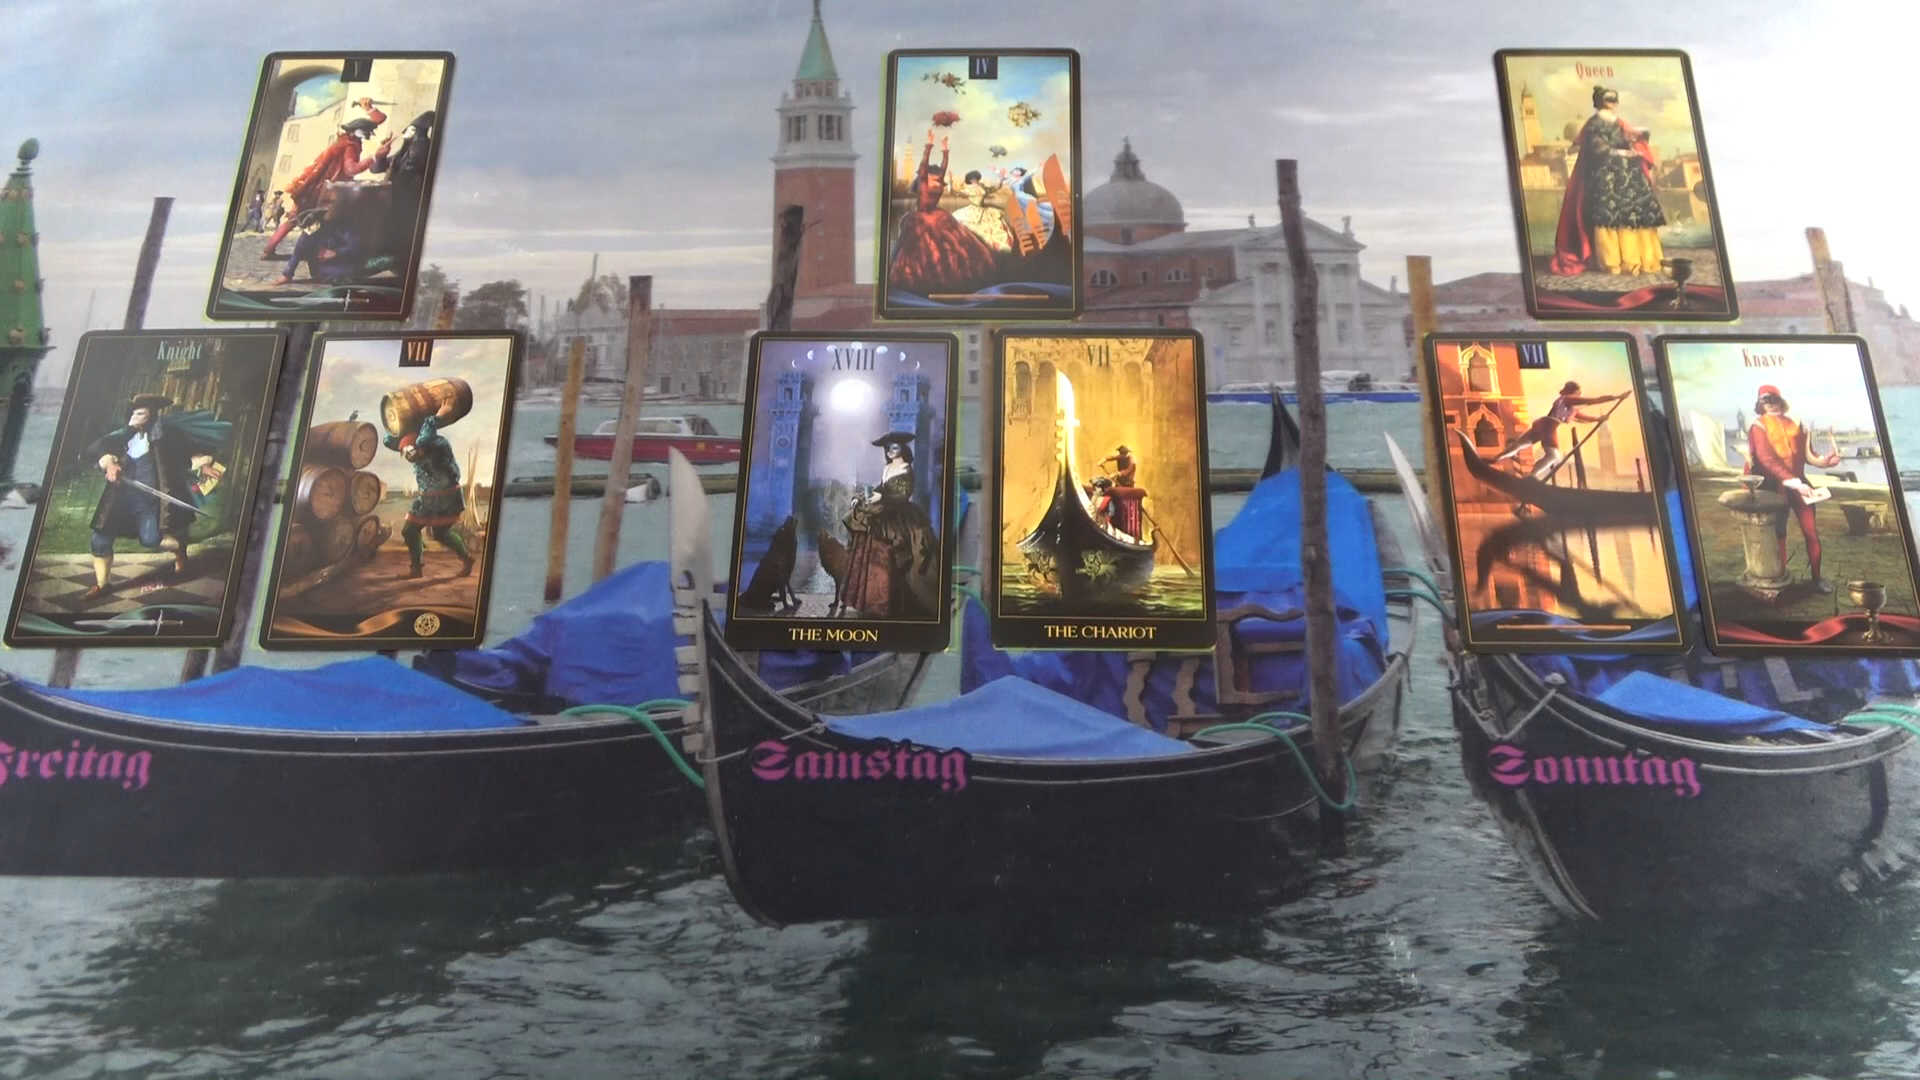 V
IV
Queen
Knight
VII
XVIII
VII
VII
Knave
THE MOON
THE CHARIOT
Freitag
Samstag
Sonntag